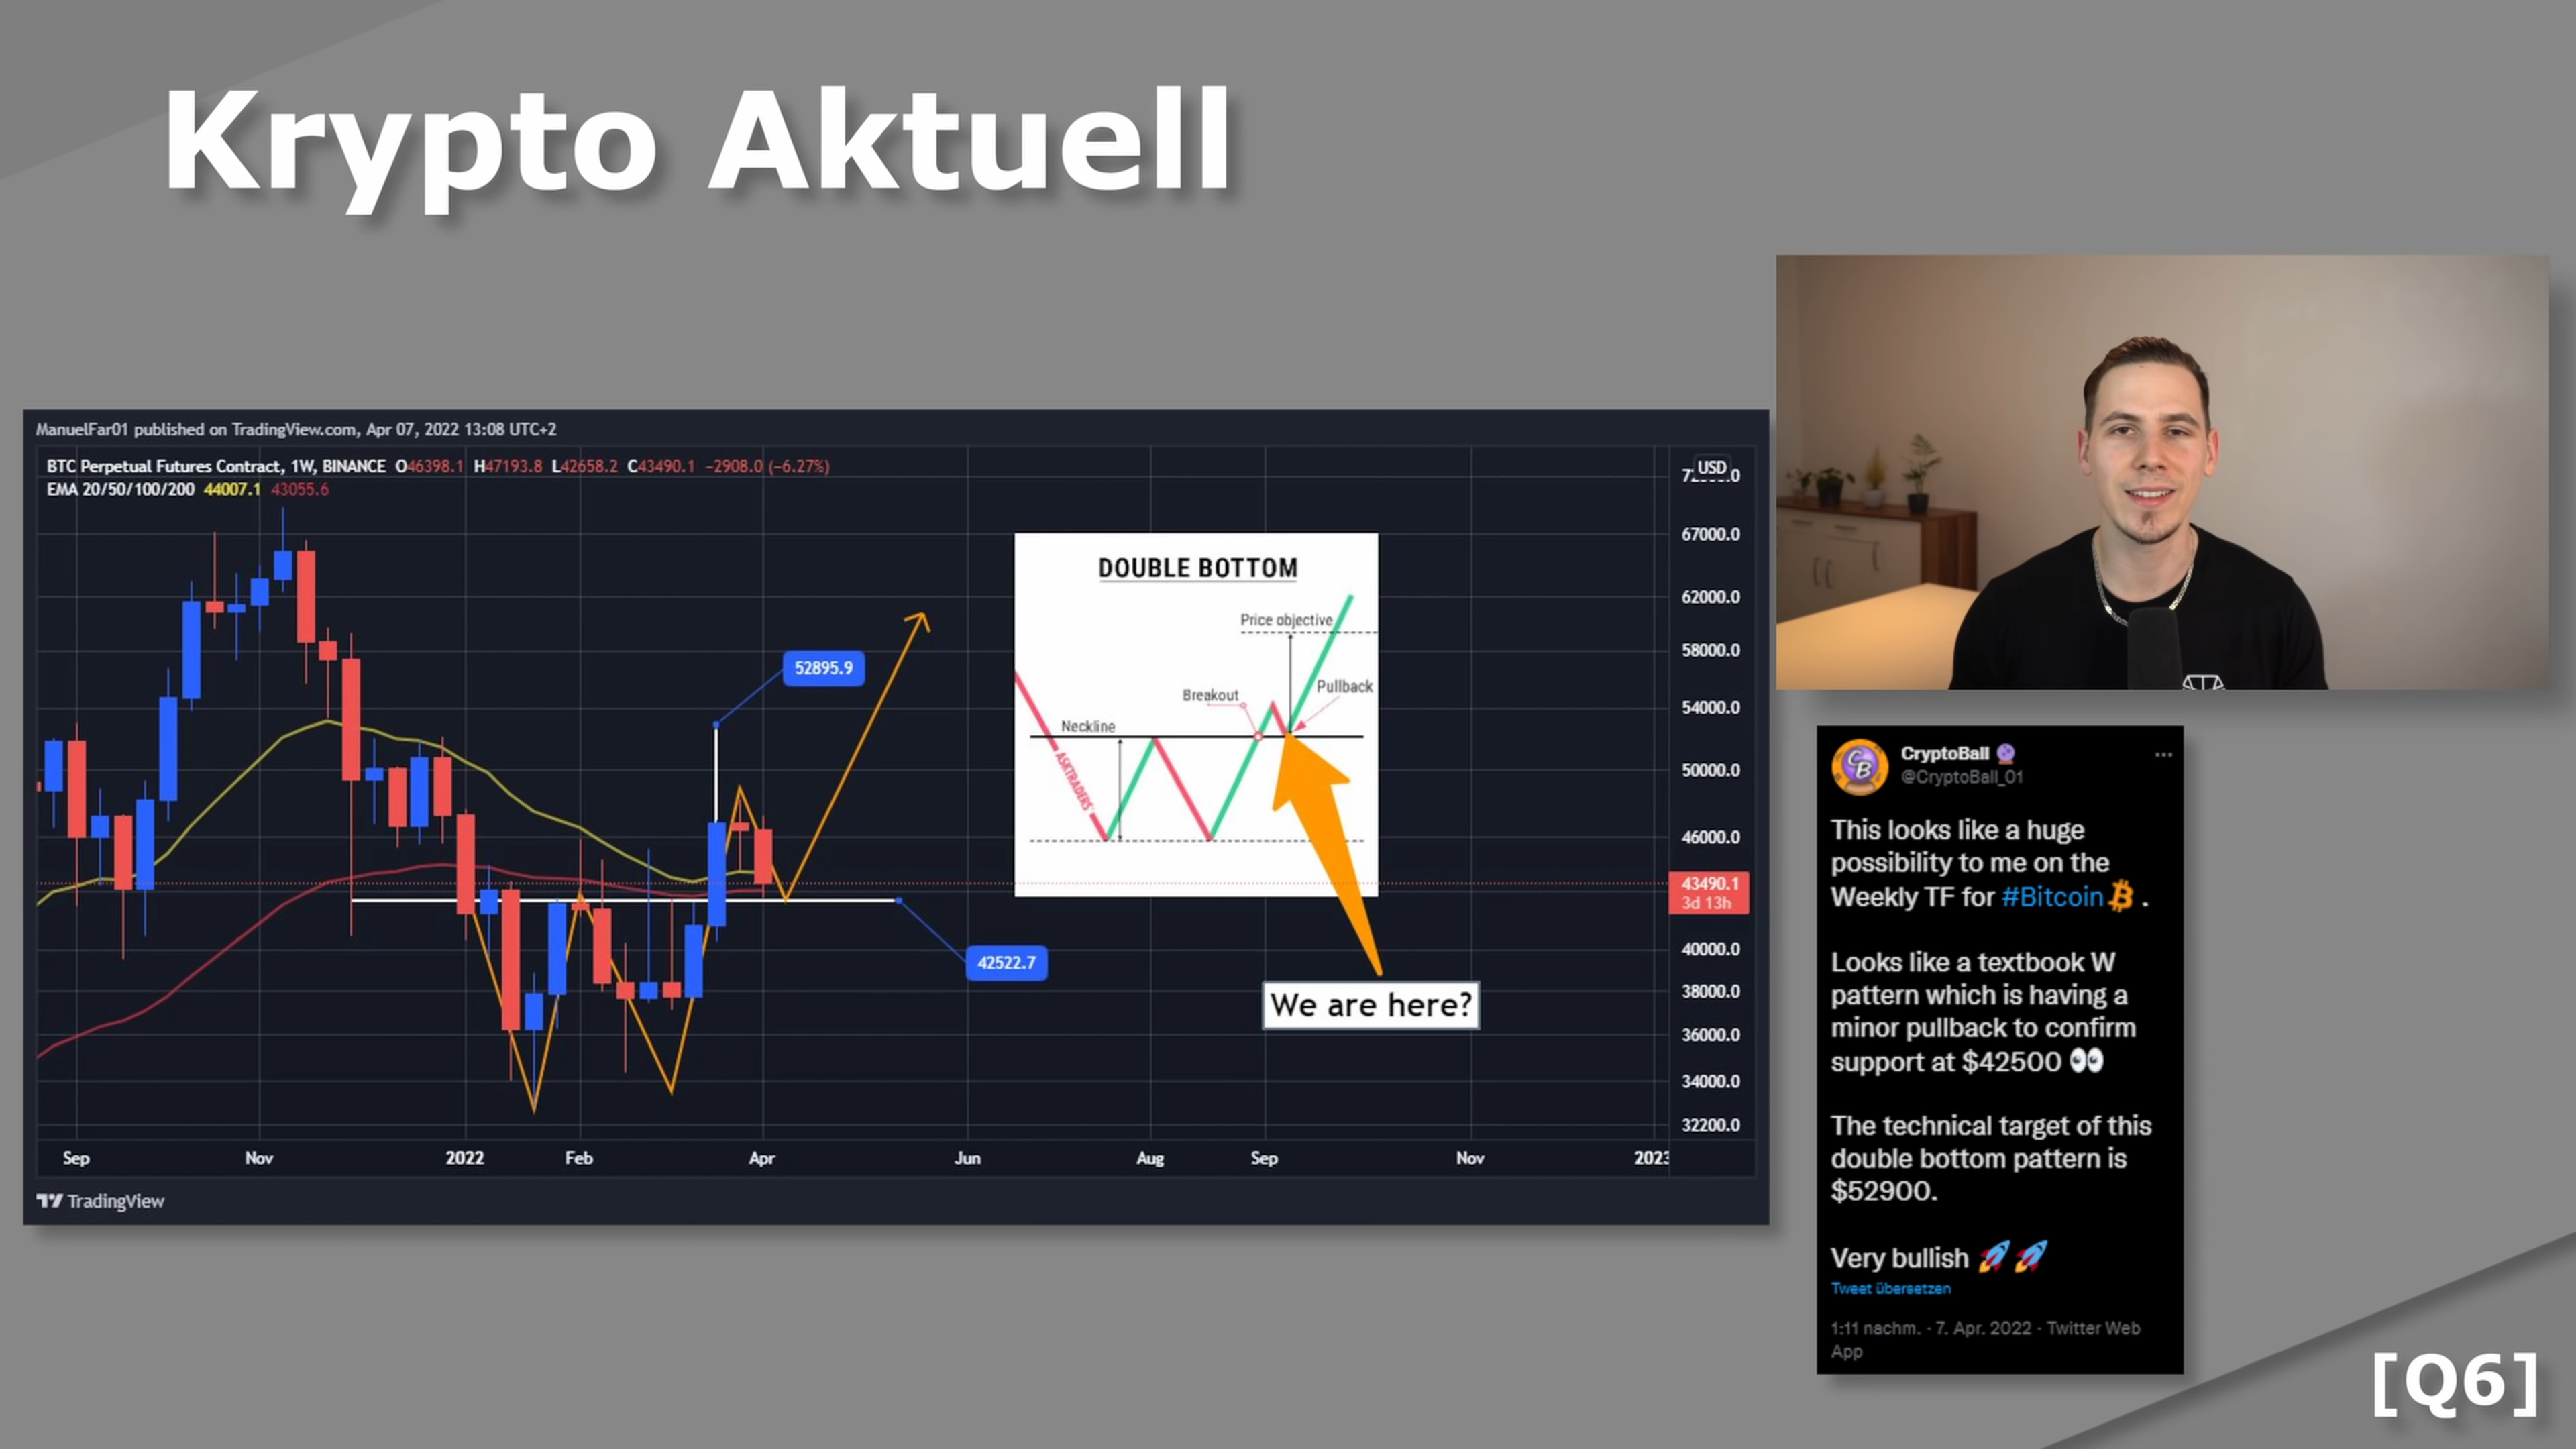 Krypto Aktuell
ManuelFar01 published on TradingView.com, Apr 07, 2022 13:08 UTC+2
BTC Perpetual Futures Contract, 1W, BINANCE O46398.1 H47193.8 L42658.2 C43490.1 −2908.0 (−6.27%)
EMA 20/50/100/200 44007.1 43055.6
USD
67000.0
62000.0
58000.0
54000.0
50000.0
46000.0
43490.1
3d 13h
40000.0
38000.0
36000.0
34000.0
32200.0
52895.9
42522.7
DOUBLE BOTTOM
Price objective
Pullback
Breakout
Neckline
ASKTRADERS
We are here?
Sep Nov 2022 Feb Apr Jun Aug Sep Nov 2023
TradingView
CryptoBall
@CryptoBall_01
This looks like a huge
possibility to me on the
Weekly TF for #Bitcoin .
Looks like a textbook W
pattern which is having a
minor pullback to confirm
support at $42500 👀
The technical target of this
double bottom pattern is
$52900.
Very bullish 🚀🚀
Tweet übersetzen
1:11 nachm. · 7. Apr. 2022 · Twitter Web
App
[Q6]